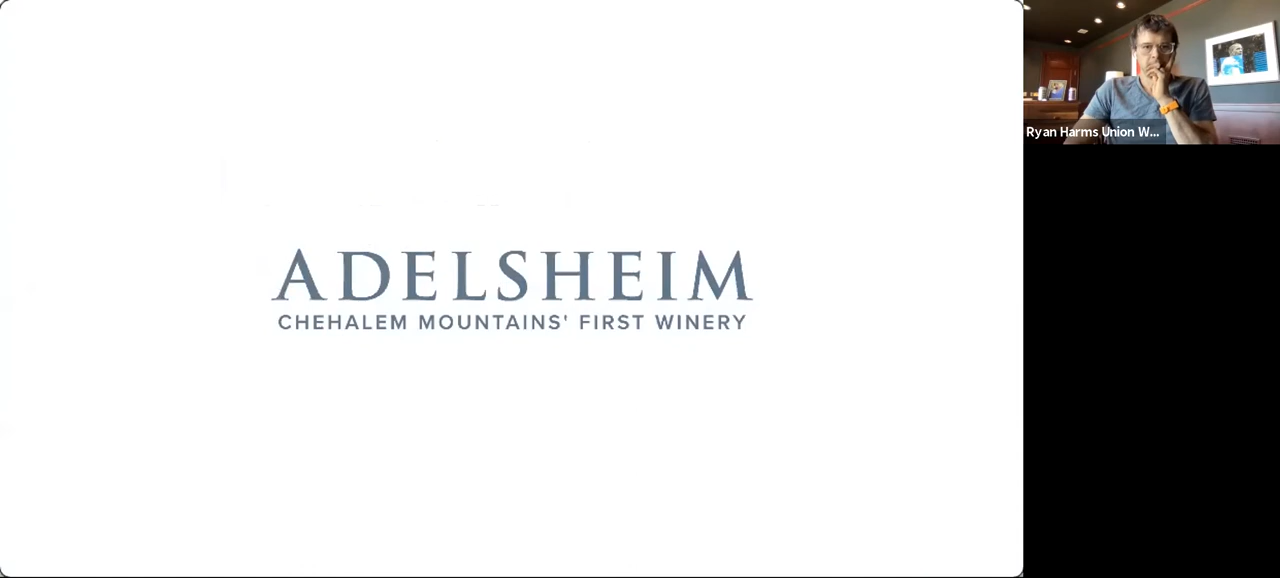 ADELSHEIM
CHEHALEM MOUNTAINS' FIRST WINERY
Ryan Harms Union W...